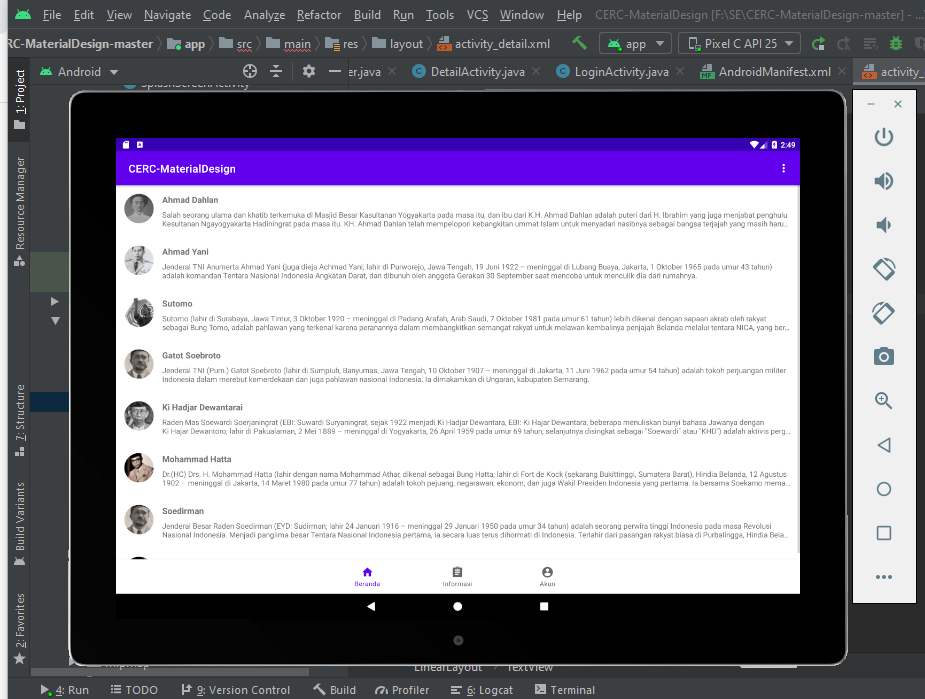 File Edit View Navigate Code Analyze Refactor Build Run Tools VCS Window Help CERC-MaterialDesign [F:\SE\CERC-MaterialDesign-master] - ...
RC-MaterialDesign-master app src main res layout activity_detail.xml app Pixel C API 25
Android er.java DetailActivity.java LoginActivity.java AndroidManifest.xml activity_
SplashScreenActivity
1: Project
Resource Manager
7: Structure
Build Variants
2: Favorites
2:49
CERC-MaterialDesign
Ahmad Dahlan
Salah seorang ulama dan khatib terkemuka di Masjid Besar Kasultanan Yogyakarta pada masa itu, dan ibu dari K.H. Ahmad Dahlan adalah puteri dari H. Ibrahim yang juga menjabat penghulu
Kesultanan Ngayogyakarta Hadiningrat pada masa itu. KH. Ahmad Dahlan telah mempelopori kebangkitan ummat Islam untuk menyadari nasibnya sebagai bangsa terjajah yang masih haru...
Ahmad Yani
Jenderal TNI Anumerta Ahmad Yani (juga dieja Achmad Yani; lahir di Purworejo, Jawa Tengah, 19 Juni 1922 – meninggal di Lubang Buaya, Jakarta, 1 Oktober 1965 pada umur 43 tahun)
adalah komandan Tentara Nasional Indonesia Angkatan Darat, dan dibunuh oleh anggota Gerakan 30 September saat mencoba untuk menculik dia dari rumahnya.
Sutomo
Sutomo (lahir di Surabaya, Jawa Timur, 3 Oktober 1920 – meninggal di Padang Arafah, Arab Saudi, 7 Oktober 1981 pada umur 61 tahun) lebih dikenal dengan sapaan akrab oleh rakyat
sebagai Bung Tomo, adalah pahlawan yang terkenal karena peranannya dalam membangkitkan semangat rakyat untuk melawan kembalinya penjajah Belanda melalui tentara NICA, yang ber...
Gatot Soebroto
Jenderal TNI (Purn.) Gatot Soebroto (lahir di Sumpiuh, Banyumas, Jawa Tengah, 10 Oktober 1907 – meninggal di Jakarta, 11 Juni 1962 pada umur 54 tahun) adalah tokoh perjuangan militer
Indonesia dalam merebut kemerdekaan dan juga pahlawan nasional Indonesia. Ia dimakamkan di Ungaran, kabupaten Semarang.
Ki Hadjar Dewantarai
Raden Mas Soewardi Soerjaningrat (EBI: Suwardi Suryaningrat, sejak 1922 menjadi Ki Hadjar Dewantara, EBI: Ki Hajar Dewantara, beberapa menuliskan bunyi bahasa Jawanya dengan
Ki Hajar Dewantoro; lahir di Pakualaman, 2 Mei 1889 – meninggal di Yogyakarta, 26 April 1959 pada umur 69 tahun; selanjutnya disingkat sebagai "Soewardi" atau "KHD") adalah aktivis perg...
Mohammad Hatta
Dr.(HC) Drs. H. Mohammad Hatta (lahir dengan nama Mohammad Athar, dikenal sebagai Bung Hatta; lahir di Fort de Kock (sekarang Bukittinggi, Sumatera Barat), Hindia Belanda, 12 Agustus
1902 – meninggal di Jakarta, 14 Maret 1980 pada umur 77 tahun) adalah tokoh pejuang, negarawan, ekonom, dan juga Wakil Presiden Indonesia yang pertama. Ia bersama Soekarno mema...
Soedirman
Jenderal Besar Raden Soedirman (EYD: Sudirman; lahir 24 Januari 1916 – meninggal 29 Januari 1950 pada umur 34 tahun) adalah seorang perwira tinggi Indonesia pada masa Revolusi
Nasional Indonesia. Menjadi panglima besar Tentara Nasional Indonesia pertama, ia secara luas terus dihormati di Indonesia. Terlahir dari pasangan rakyat biasa di Purbalingga, Hindia Bela...
Beranda Informasi Akun
mipmap LinearLayout TextView
4: Run TODO 9: Version Control Build Profiler 6: Logcat Terminal